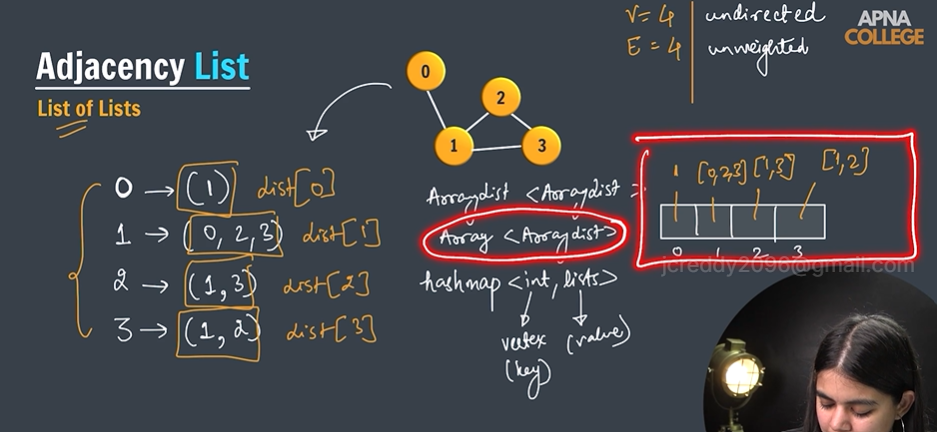 V=4 | undirected
E=4 | unweighted
APNA
COLLEGE
Adjacency List
List of Lists
0
2
1
3
0 → (1) list[0]
1 → (0, 2, 3) list[1]
2 → (1, 3) list[2]
3 → (1, 2) list[3]
Arraylist <Arraylist>
Array <Arraylist>
hashmap <int, lists>
vertex (value)
(key)
1 [0,2,3] [1,3] [1,2]
0 1 2 3
jcreddy2098@gmail.com